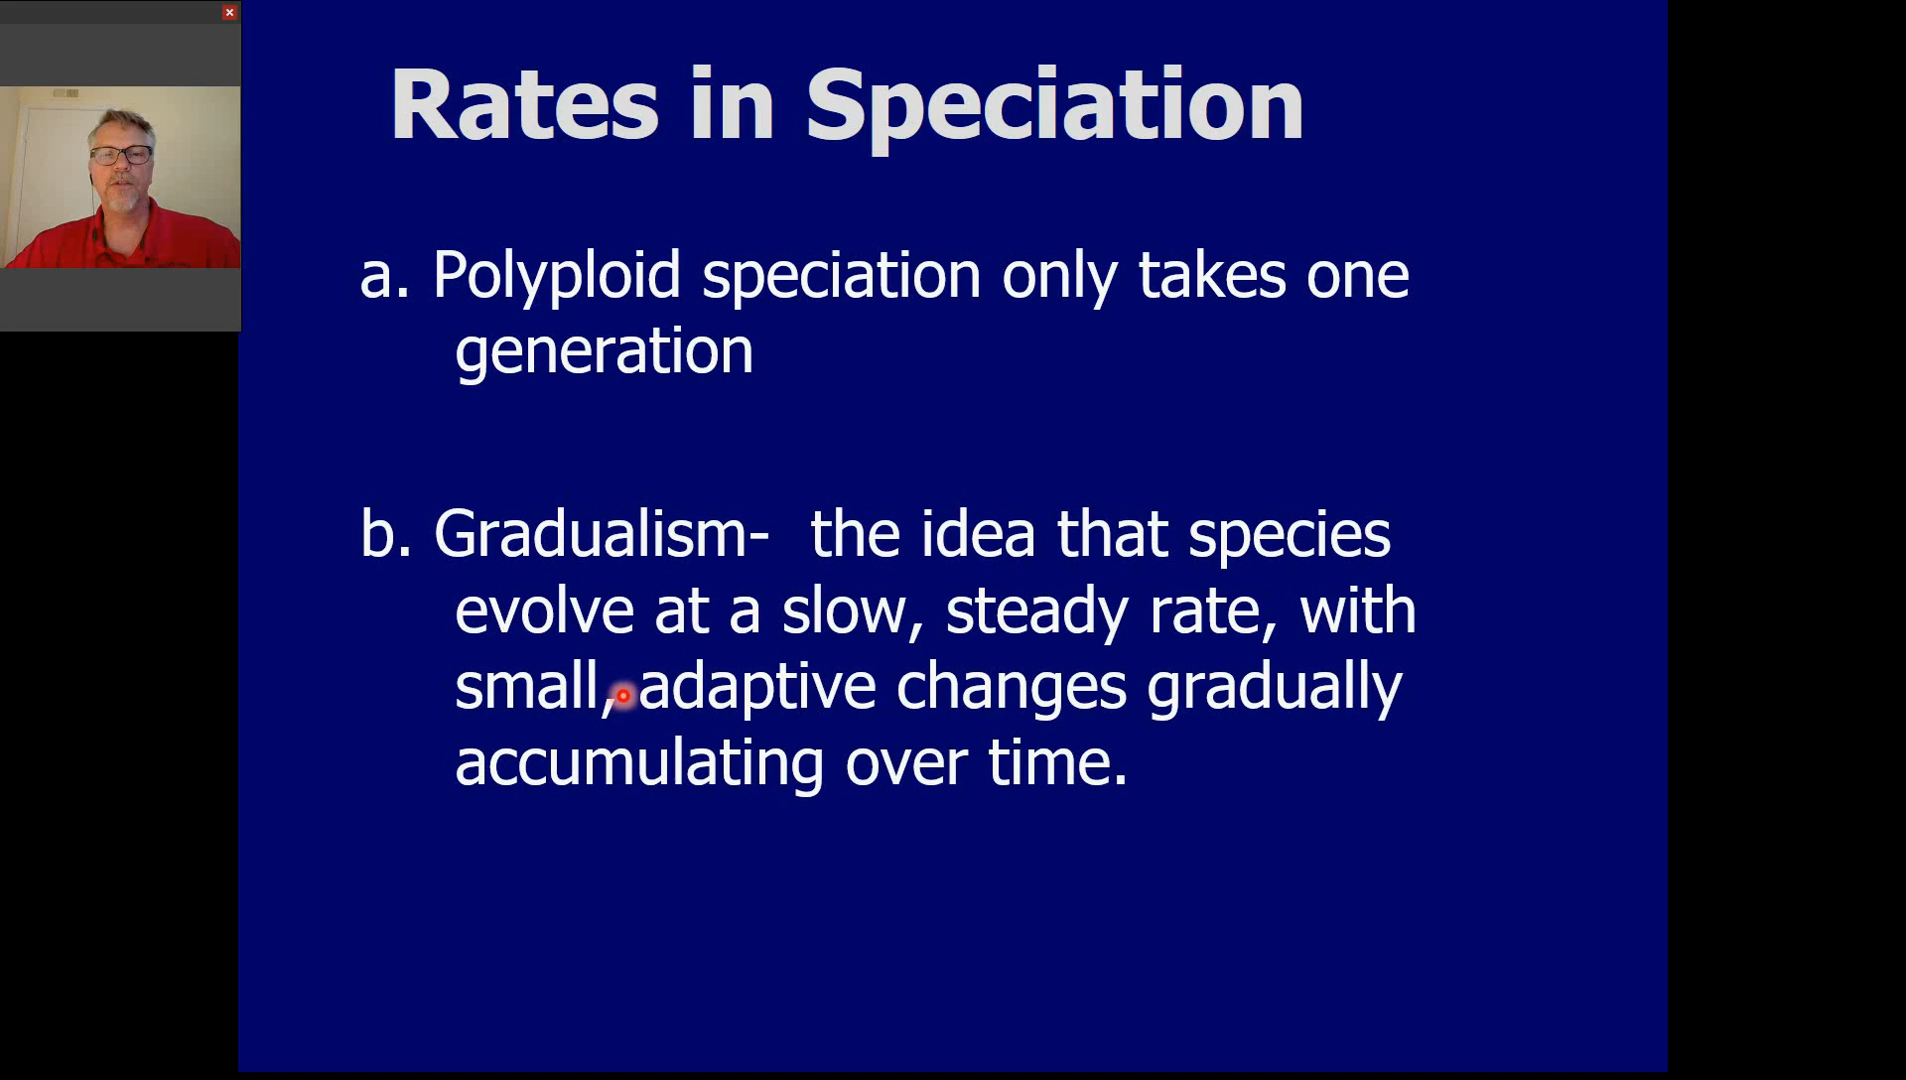 Rates in Speciation
a. Polyploid speciation only takes one
generation
b. Gradualism- the idea that species
evolve at a slow, steady rate, with
small, adaptive changes gradually
accumulating over time.